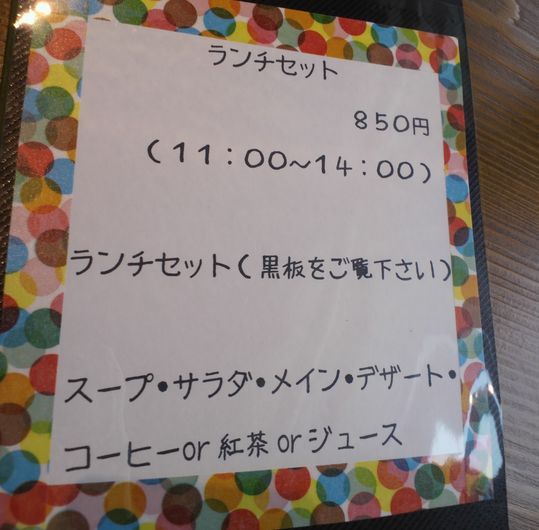 ランチセット
850円
(11:00~14:00)
ランチセット(黒板をご覧下さい)
スープ・サラダ・メイン・デザート・
コーヒーor紅茶orジュース